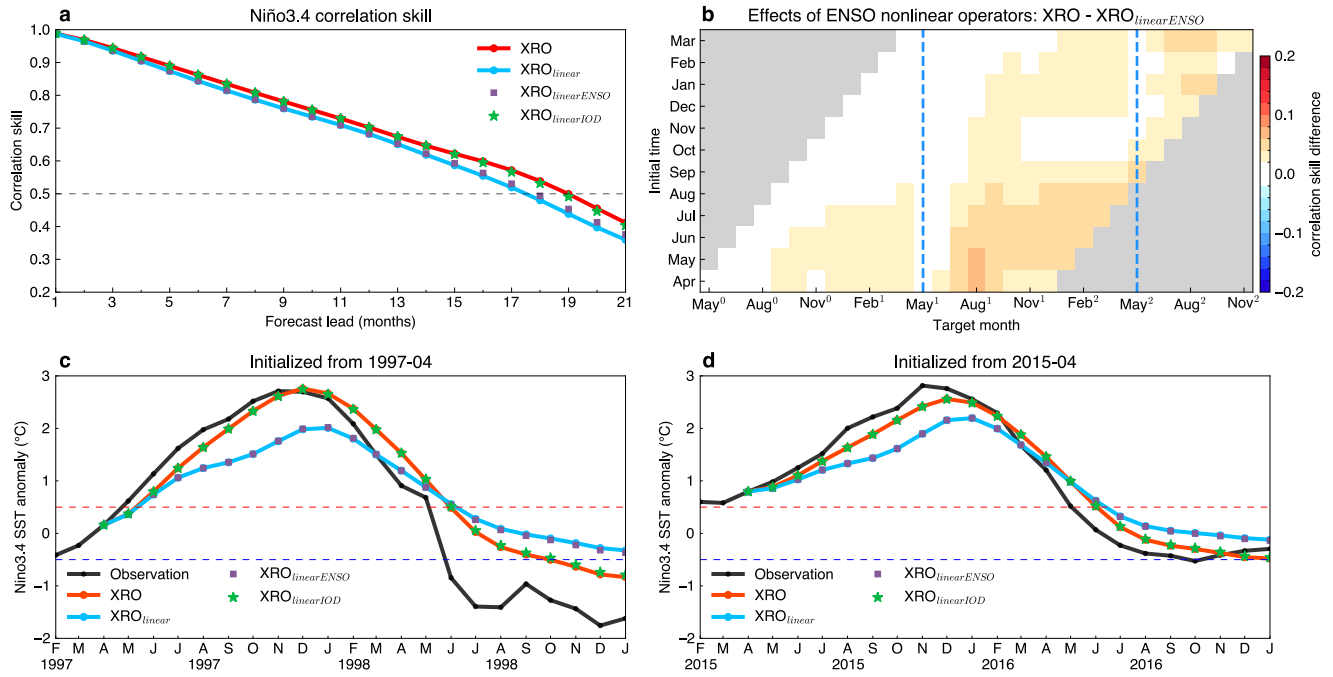 a Niño3.4 correlation skill
Correlation skill
1.0
0.9
0.8
0.7
0.6
0.5
0.4
0.3
0.2
XRO
XRO_linear
XRO_linearENSO
XRO_linearIOD
1 3 5 7 9 11 13 15 17 19 21
Forecast lead (months)
b Effects of ENSO nonlinear operators: XRO - XRO_linearENSO
Initial time
Mar
Feb
Jan
Dec
Nov
Oct
Sep
Aug
Jul
Jun
May
Apr
May⁰ Aug⁰ Nov⁰ Feb¹ May¹ Aug¹ Nov¹ Feb² May² Aug² Nov²
Target month
0.2
0.1
0.0
−0.1
−0.2
correlation skill difference
c Initialized from 1997-04
Nino3.4 SST anomaly (°C)
3
2
1
0
−1
−2
Observation
XRO
XRO_linear
XRO_linearENSO
XRO_linearIOD
F M A M J J A S O N D J F M A M J J A S O N D J
1997 1997 1998 1998
d Initialized from 2015-04
Nino3.4 SST anomaly (°C)
3
2
1
0
−1
−2
Observation
XRO
XRO_linear
XRO_linearENSO
XRO_linearIOD
F M A M J J A S O N D J F M A M J J A S O N D J
2015 2015 2016 2016